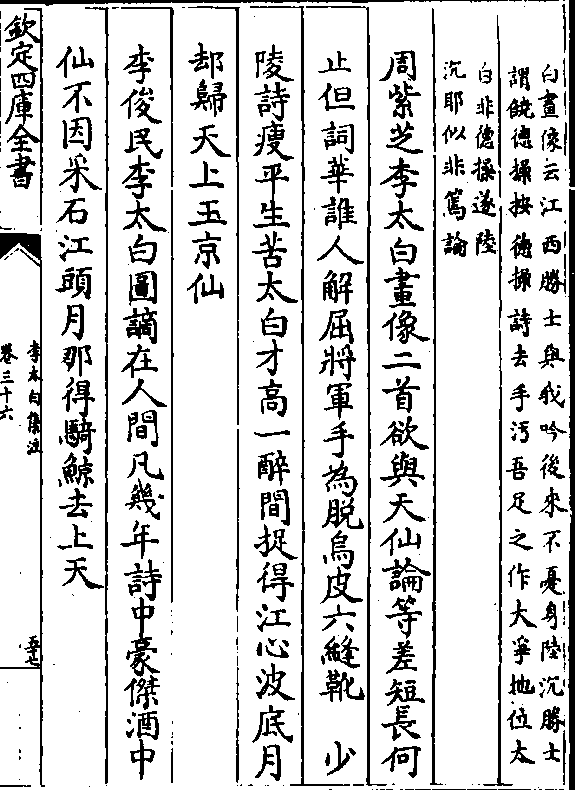 白畫像云江西勝士與我吟後來不憂身陸沉勝士
謂饒德操按德操詩去手汚吾足之作大爭地位太
白非德操遂陸
沉耶似非篤論
周紫芝李太白畫像二首欲與天仙論等差短長何
止但詞華誰人解屈將軍手為脱烏皮六縫靴　少
陵詩瘦平生苦太白才高一醉間捉得江心波底月
却歸天上玉京仙
李俊民李太白圖謫在人間凡幾年詩中豪傑酒中
仙不因采石江頭月那得騎鯨去上天
欽定四庫全書
李太白集注
卷三十六
五十七